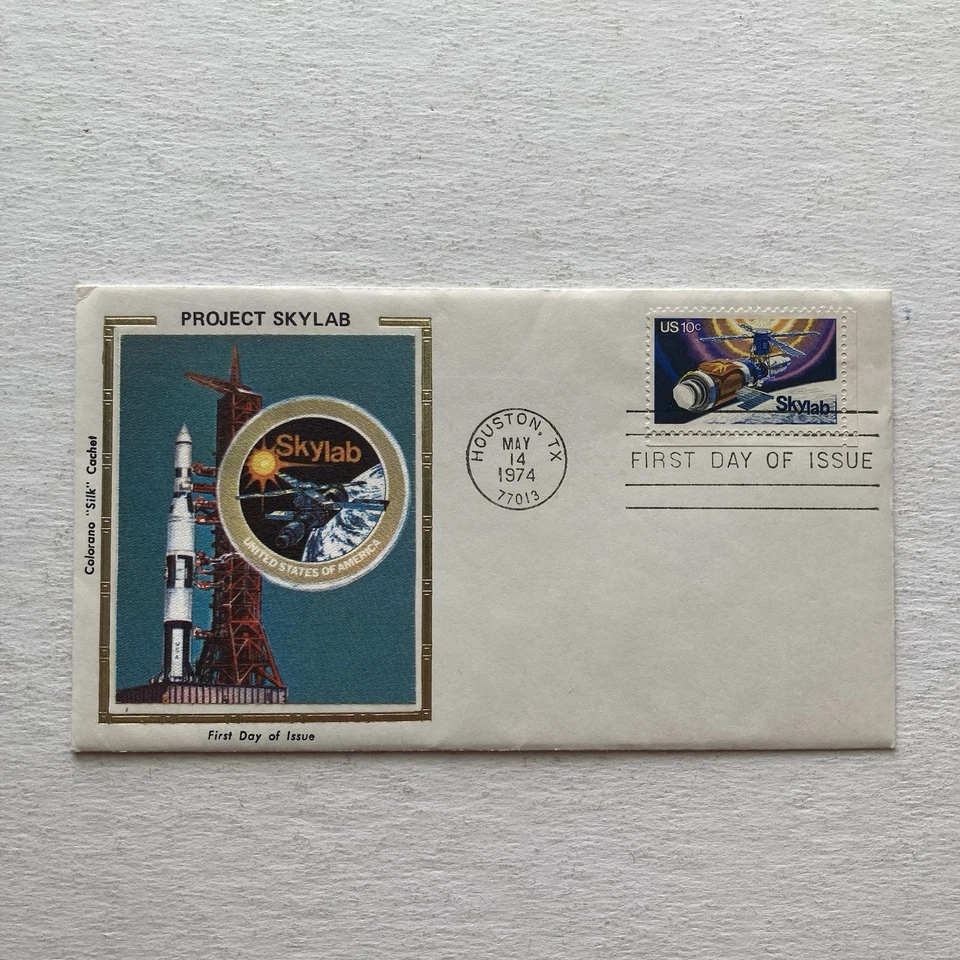 PROJECT SKYLAB
Colorano "Silk" Cachet
Skylab
UNITED STATES OF AMERICA
First Day of Issue
HOUSTON, TX
MAY
14
1974
77013
US 10c
Skylab
FIRST DAY OF ISSUE